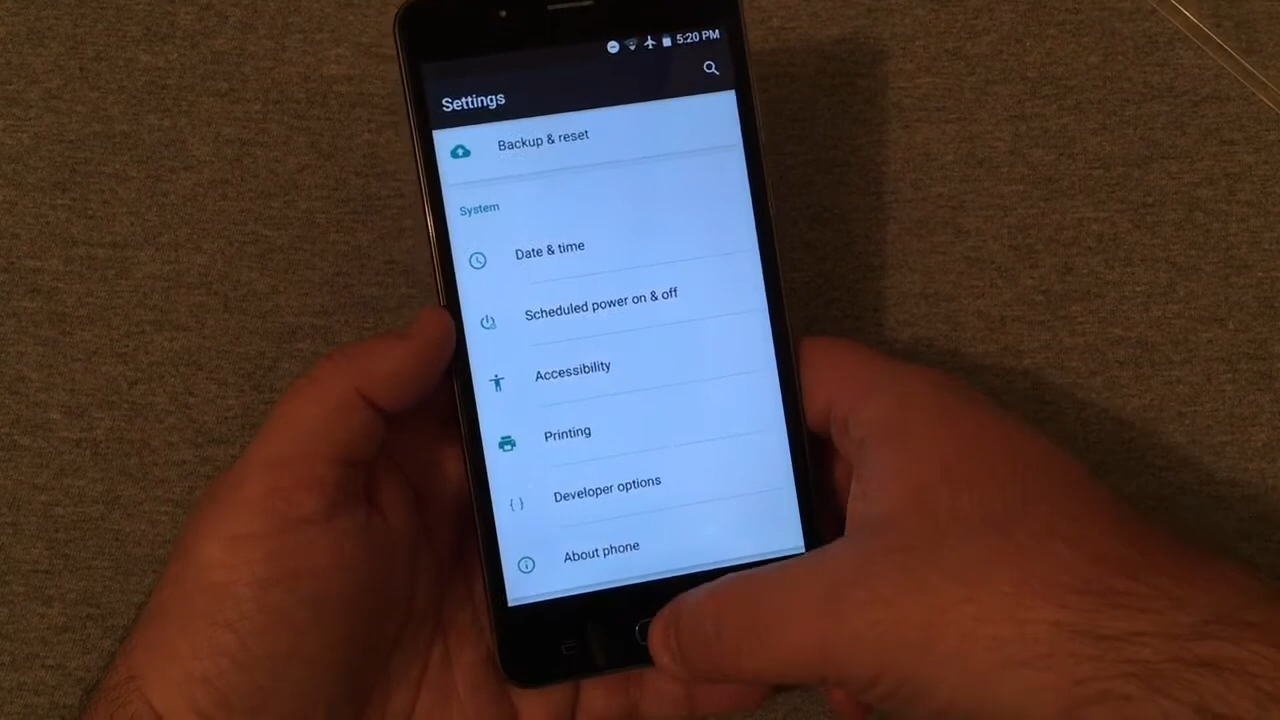 5:20 PM
Settings
Backup & reset
System
Date & time
Scheduled power on & off
Accessibility
Printing
Developer options
About phone